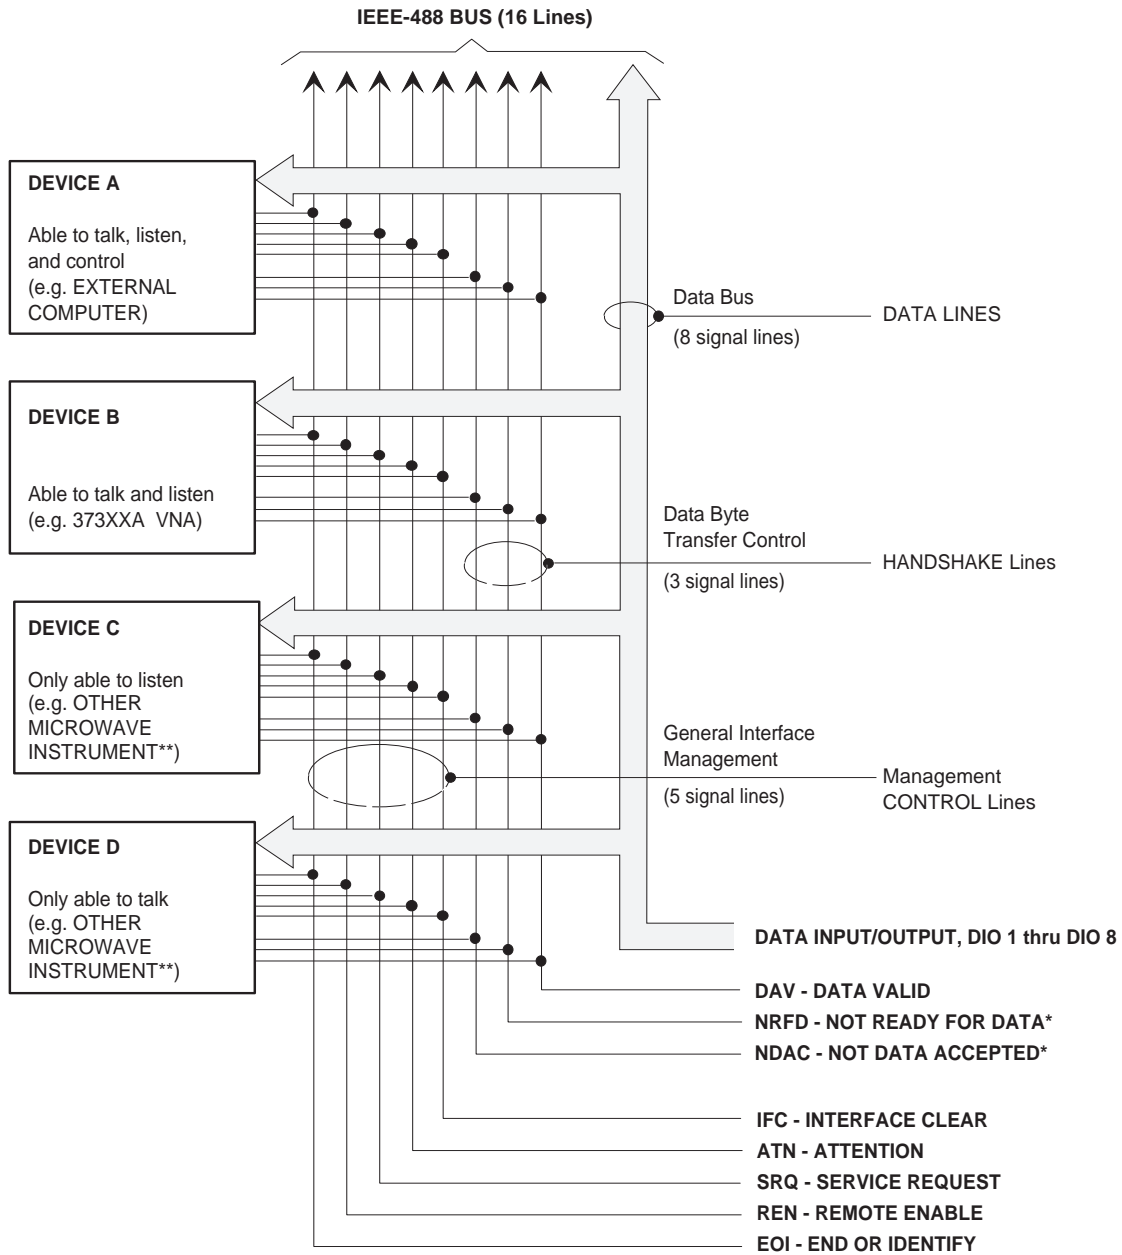 IEEE-488 BUS (16 Lines)
DEVICE A
Able to talk, listen,
and control
(e.g. EXTERNAL
COMPUTER)
Data Bus
(8 signal lines)
DATA LINES
DEVICE B
Able to talk and listen
(e.g. 373XXA VNA)
Data Byte
Transfer Control
(3 signal lines)
HANDSHAKE Lines
DEVICE C
Only able to listen
(e.g. OTHER
MICROWAVE
INSTRUMENT**)
General Interface
Management
(5 signal lines)
Management
CONTROL Lines
DEVICE D
Only able to talk
(e.g. OTHER
MICROWAVE
INSTRUMENT**)
DATA INPUT/OUTPUT, DIO 1 thru DIO 8
DAV - DATA VALID
NRFD - NOT READY FOR DATA*
NDAC - NOT DATA ACCEPTED*
IFC - INTERFACE CLEAR
ATN - ATTENTION
SRQ - SERVICE REQUEST
REN - REMOTE ENABLE
EOI - END OR IDENTIFY